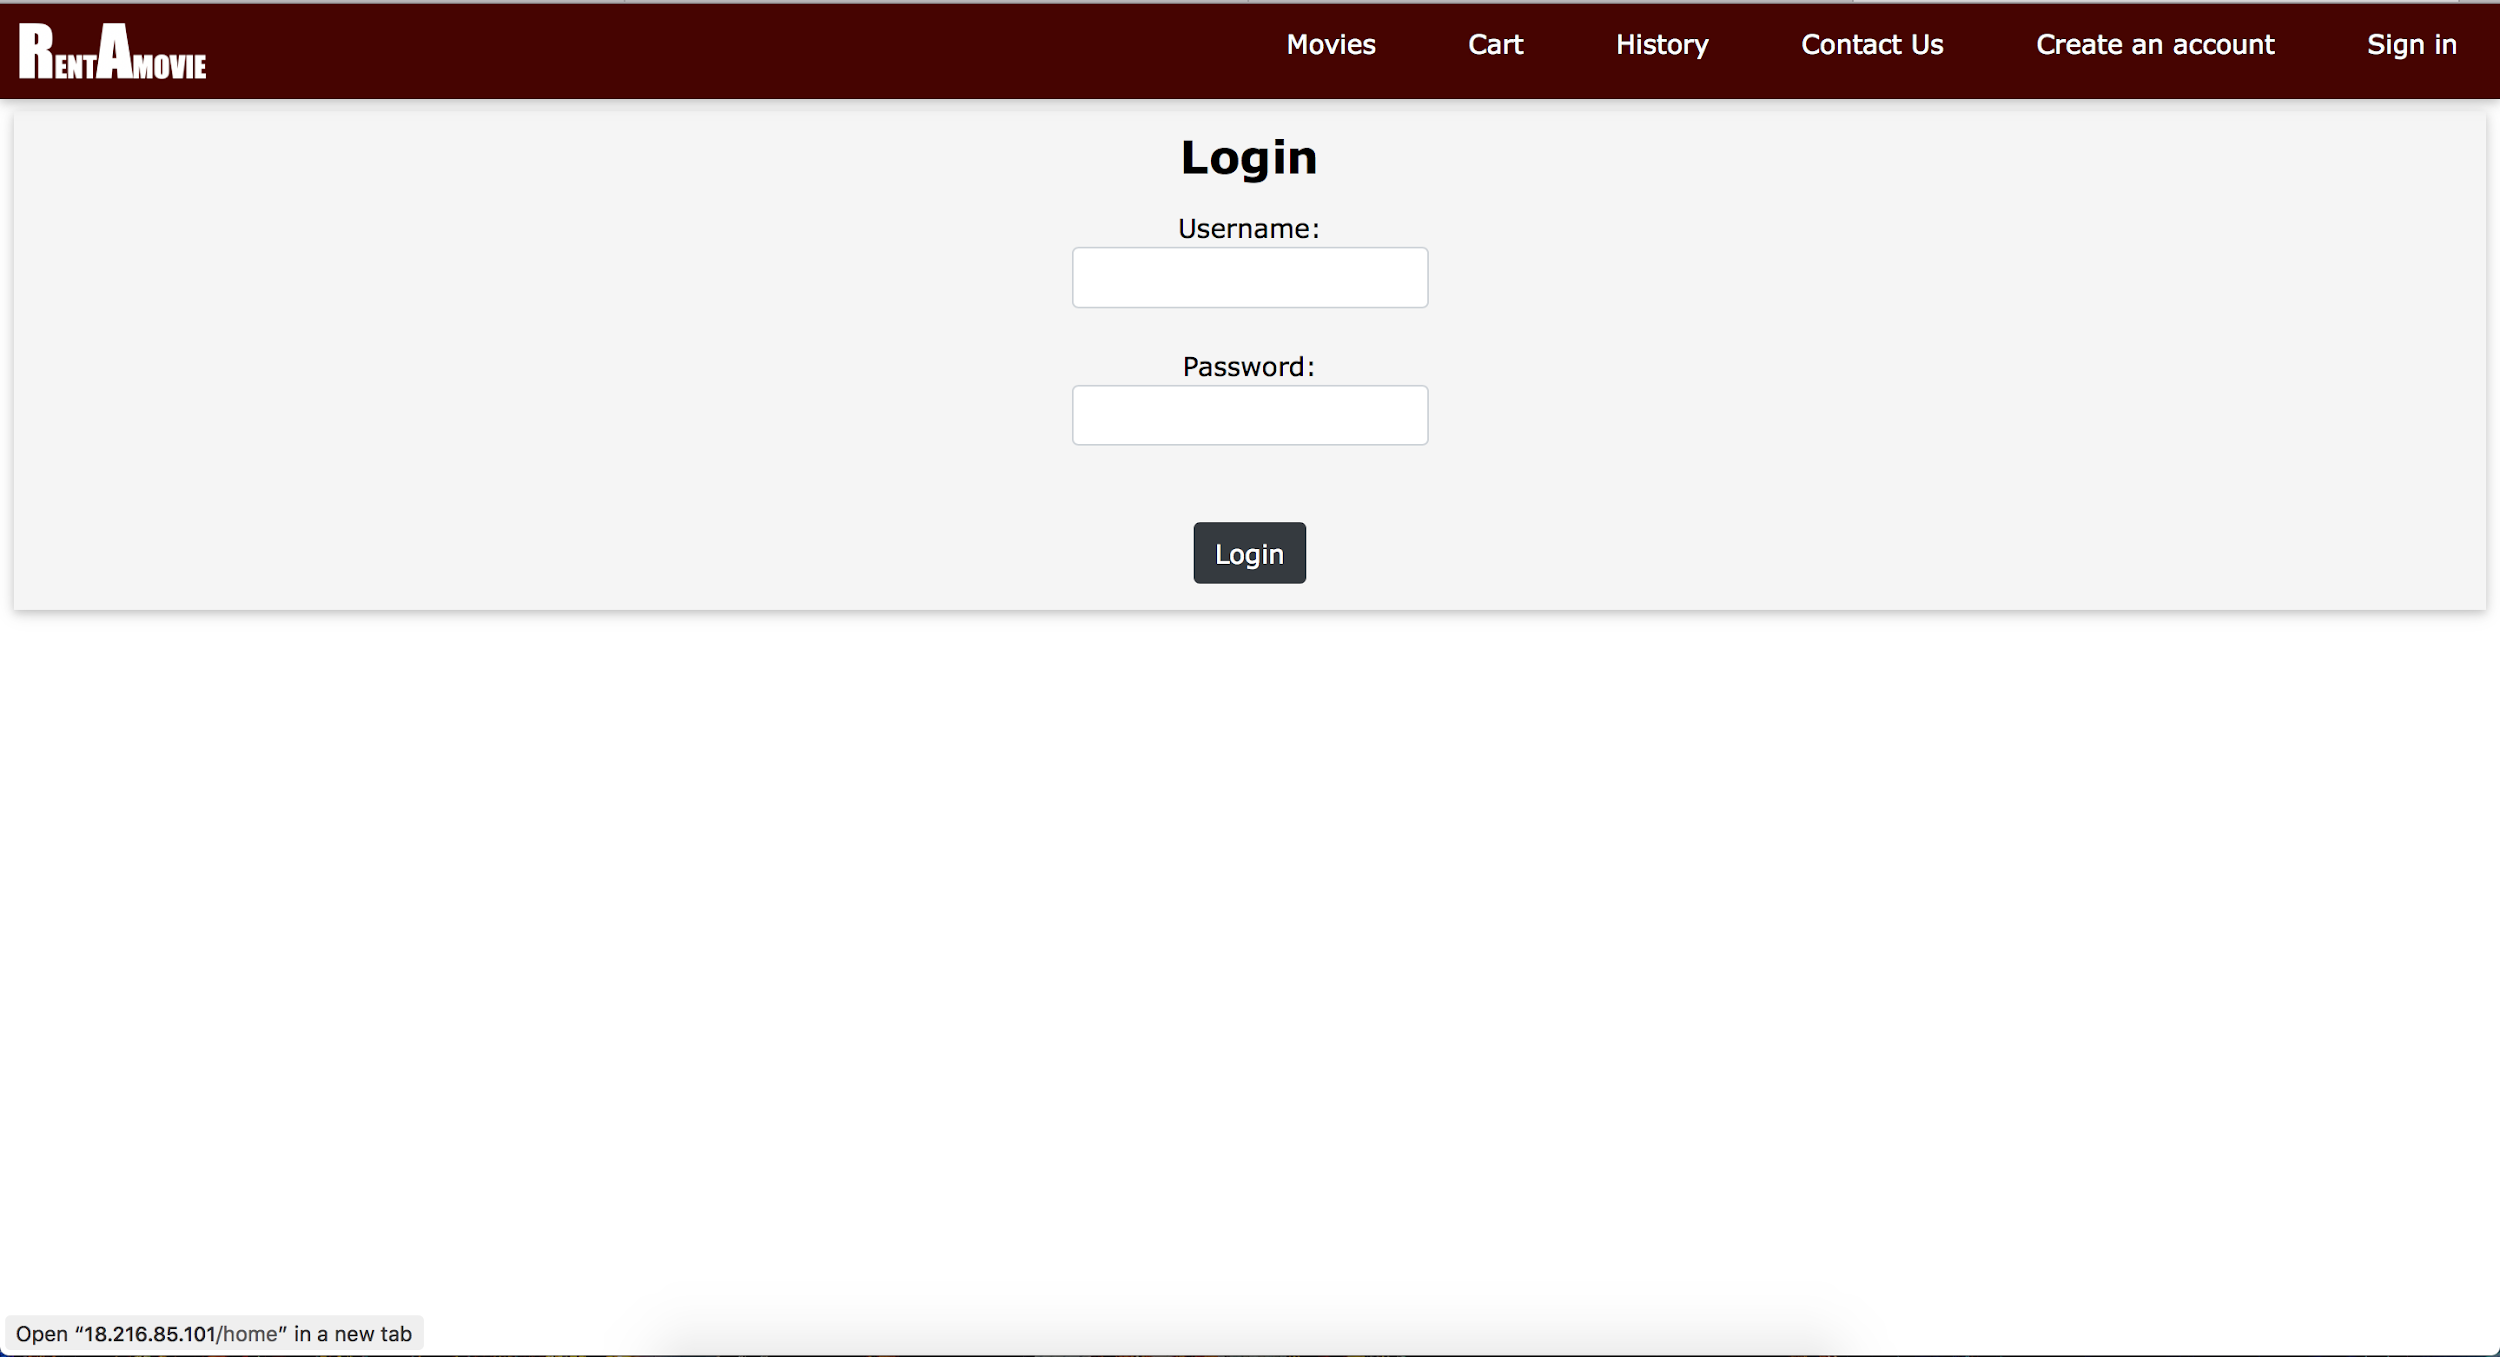 RENTAMOVIE Movies Cart History Contact Us Create an account Sign in
Login
Username:
Password:
Login
Open “18.216.85.101/home” in a new tab